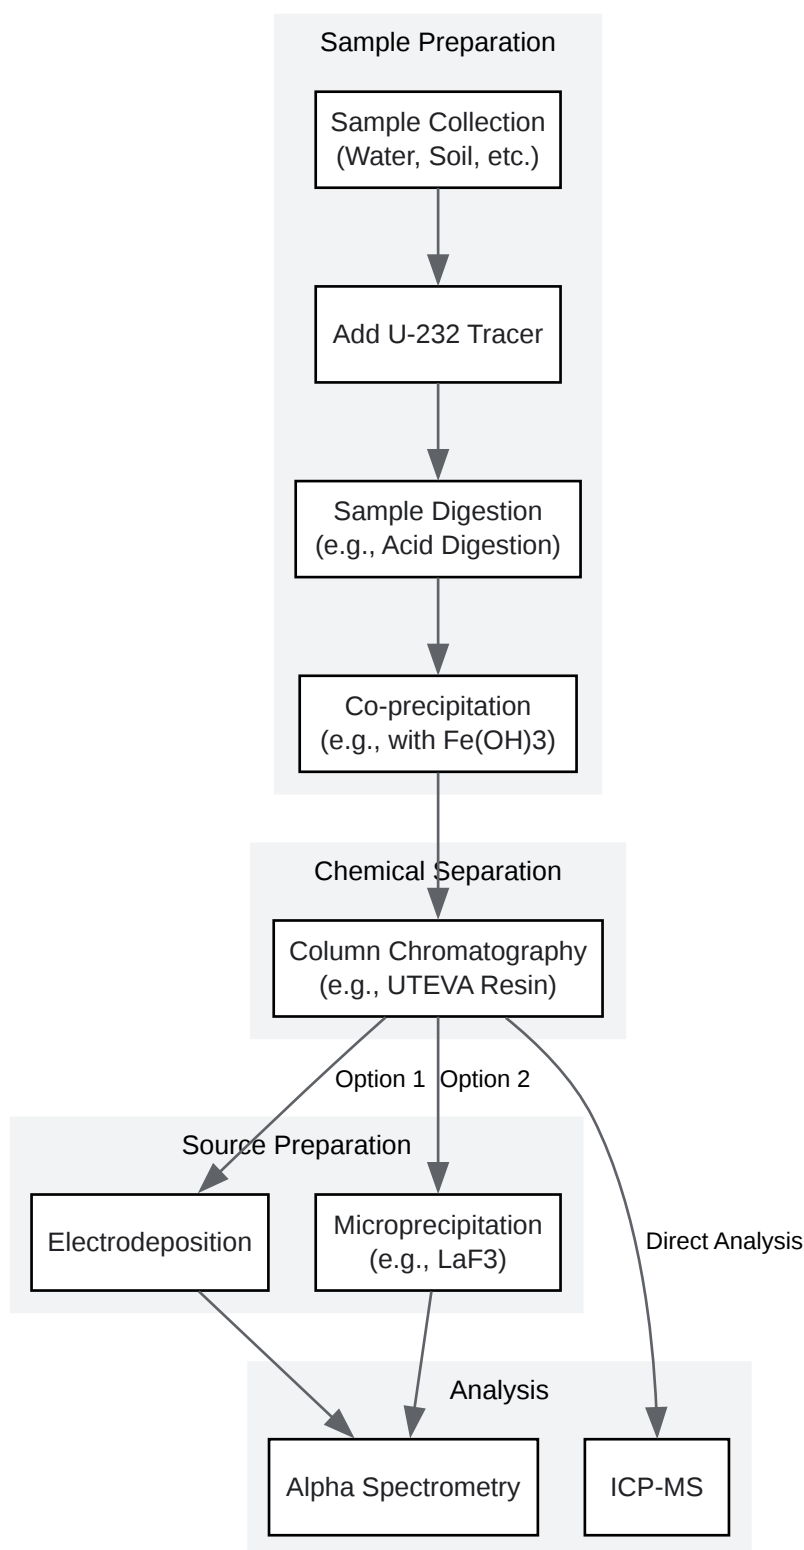 Sample Preparation
Sample Collection
(Water, Soil, etc.)
Add U-232 Tracer
Sample Digestion
(e.g., Acid Digestion)
Co-precipitation
(e.g., with Fe(OH)3)
Chemical Separation
Column Chromatography
(e.g., UTEVA Resin)
Option 1
Option 2
Source Preparation
Electrodeposition
Microprecipitation
(e.g., LaF3)
Direct Analysis
Analysis
Alpha Spectrometry
ICP-MS